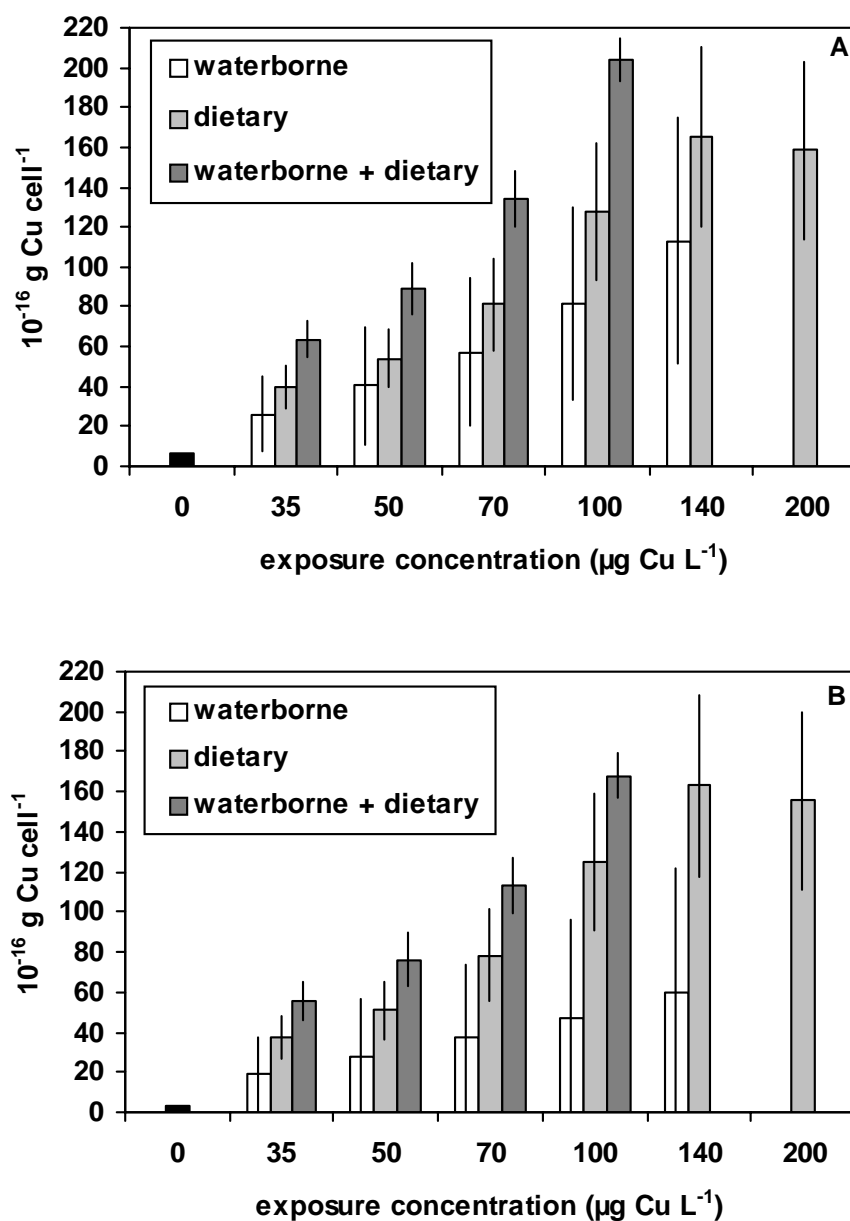 A
waterborne
dietary
waterborne + dietary
220
200
180
160
140
120
100
80
60
40
20
0
10⁻¹⁶ g Cu cell⁻¹
0 35 50 70 100 140 200
exposure concentration (µg Cu L⁻¹)
B
waterborne
dietary
waterborne + dietary
220
200
180
160
140
120
100
80
60
40
20
0
10⁻¹⁶ g Cu cell⁻¹
0 35 50 70 100 140 200
exposure concentration (µg Cu L⁻¹)